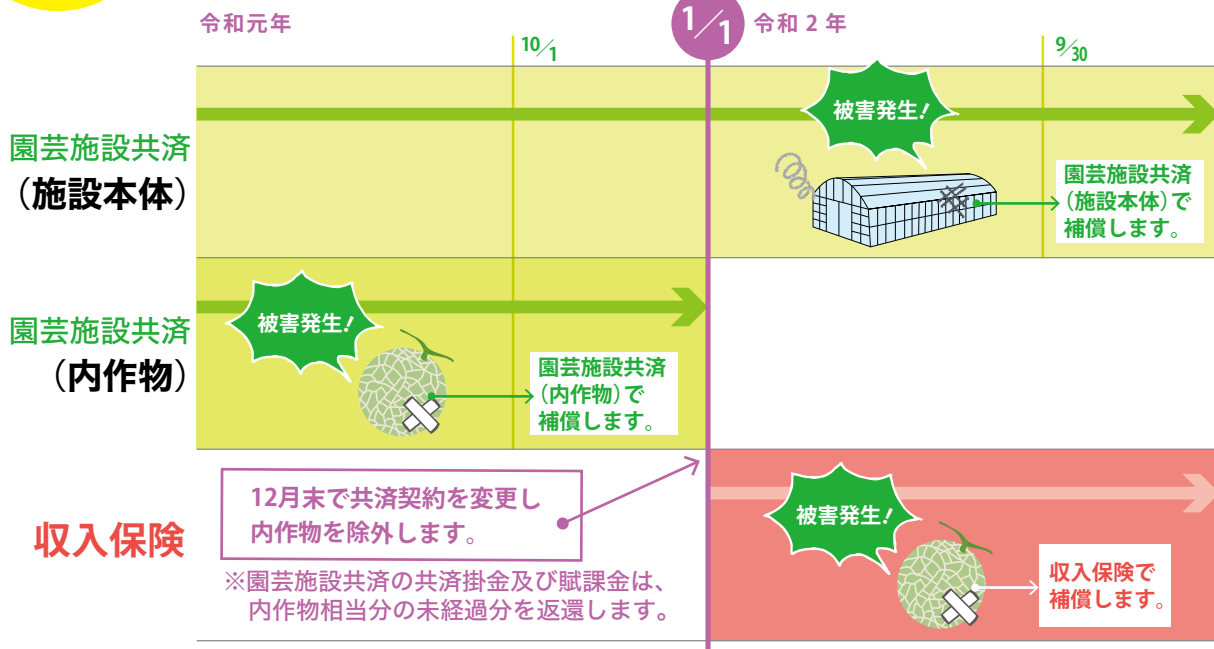 令和元年
1/1
令和2年
10/1
9/30
園芸施設共済
（施設本体）
被害発生！
園芸施設共済
（施設本体）で
補償します。
園芸施設共済
（内作物）
被害発生！
園芸施設共済
（内作物）で
補償します。
収入保険
12月末で共済契約を変更し
内作物を除外します。
※園芸施設共済の共済掛金及び賦課金は、
内作物相当分の未経過分を返還します。
被害発生！
収入保険で
補償します。